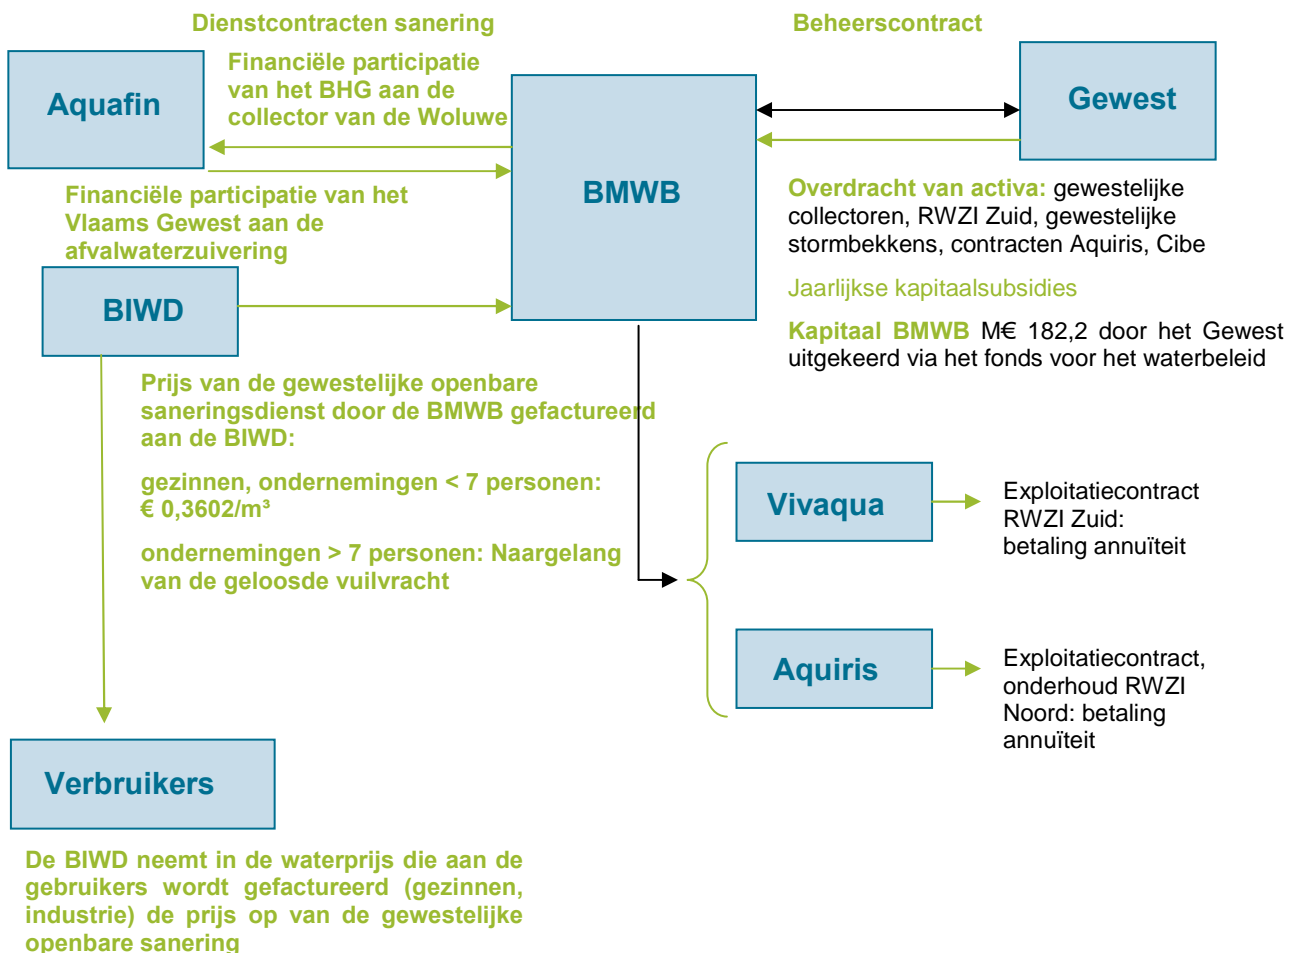 Dienstcontracten sanering
Beheerscontract
Aquafin
Financiële participatie
van het BHG aan de
collector van de Woluwe
BMWB
Gewest
Financiële participatie van het
Vlaams Gewest aan de
afvalwaterzuivering
Overdracht van activa: gewestelijke
collectoren, RWZI Zuid, gewestelijke
stormbekkens, contracten Aquiris, Cibe
Jaarlijkse kapitaalsubsidies
Kapitaal BMWB M€ 182,2 door het Gewest
uitgekeerd via het fonds voor het waterbeleid
BIWD
Prijs van de gewestelijke openbare
saneringsdienst door de BMWB gefactureerd
aan de BIWD:
gezinnen, ondernemingen < 7 personen:
€ 0,3602/m³
ondernemingen > 7 personen: Naargelang
van de geloosde vuilvracht
Vivaqua
Exploitatiecontract
RWZI Zuid:
betaling annuïteit
Aquiris
Exploitatiecontract,
onderhoud RWZI
Noord: betaling
annuïteit
Verbruikers
De BIWD neemt in de waterprijs die aan de
gebruikers wordt gefactureerd (gezinnen,
industrie) de prijs op van de gewestelijke
openbare sanering